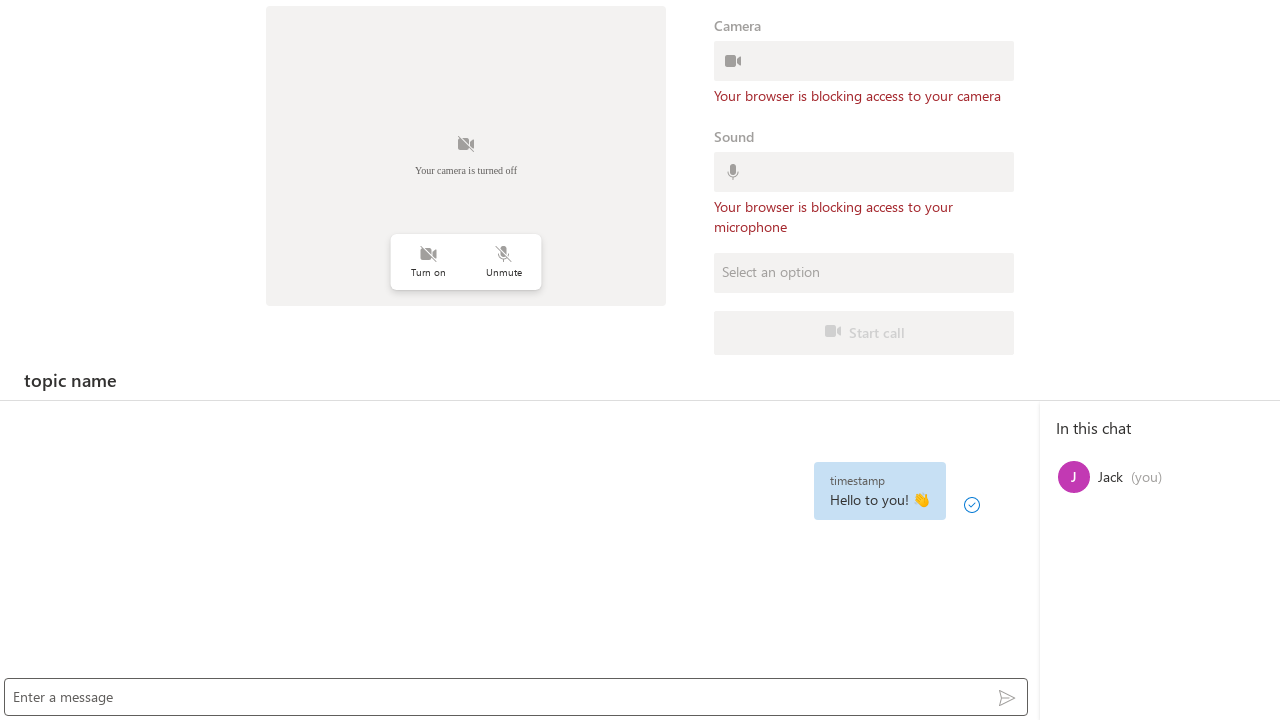 Camera
Your browser is blocking access to your camera
Your camera is turned off
Turn on
Unmute
Sound
Your browser is blocking access to your
microphone
Select an option
Start call
topic name
timestamp
Hello to you! 👋
In this chat
J
Jack (you)
Enter a message